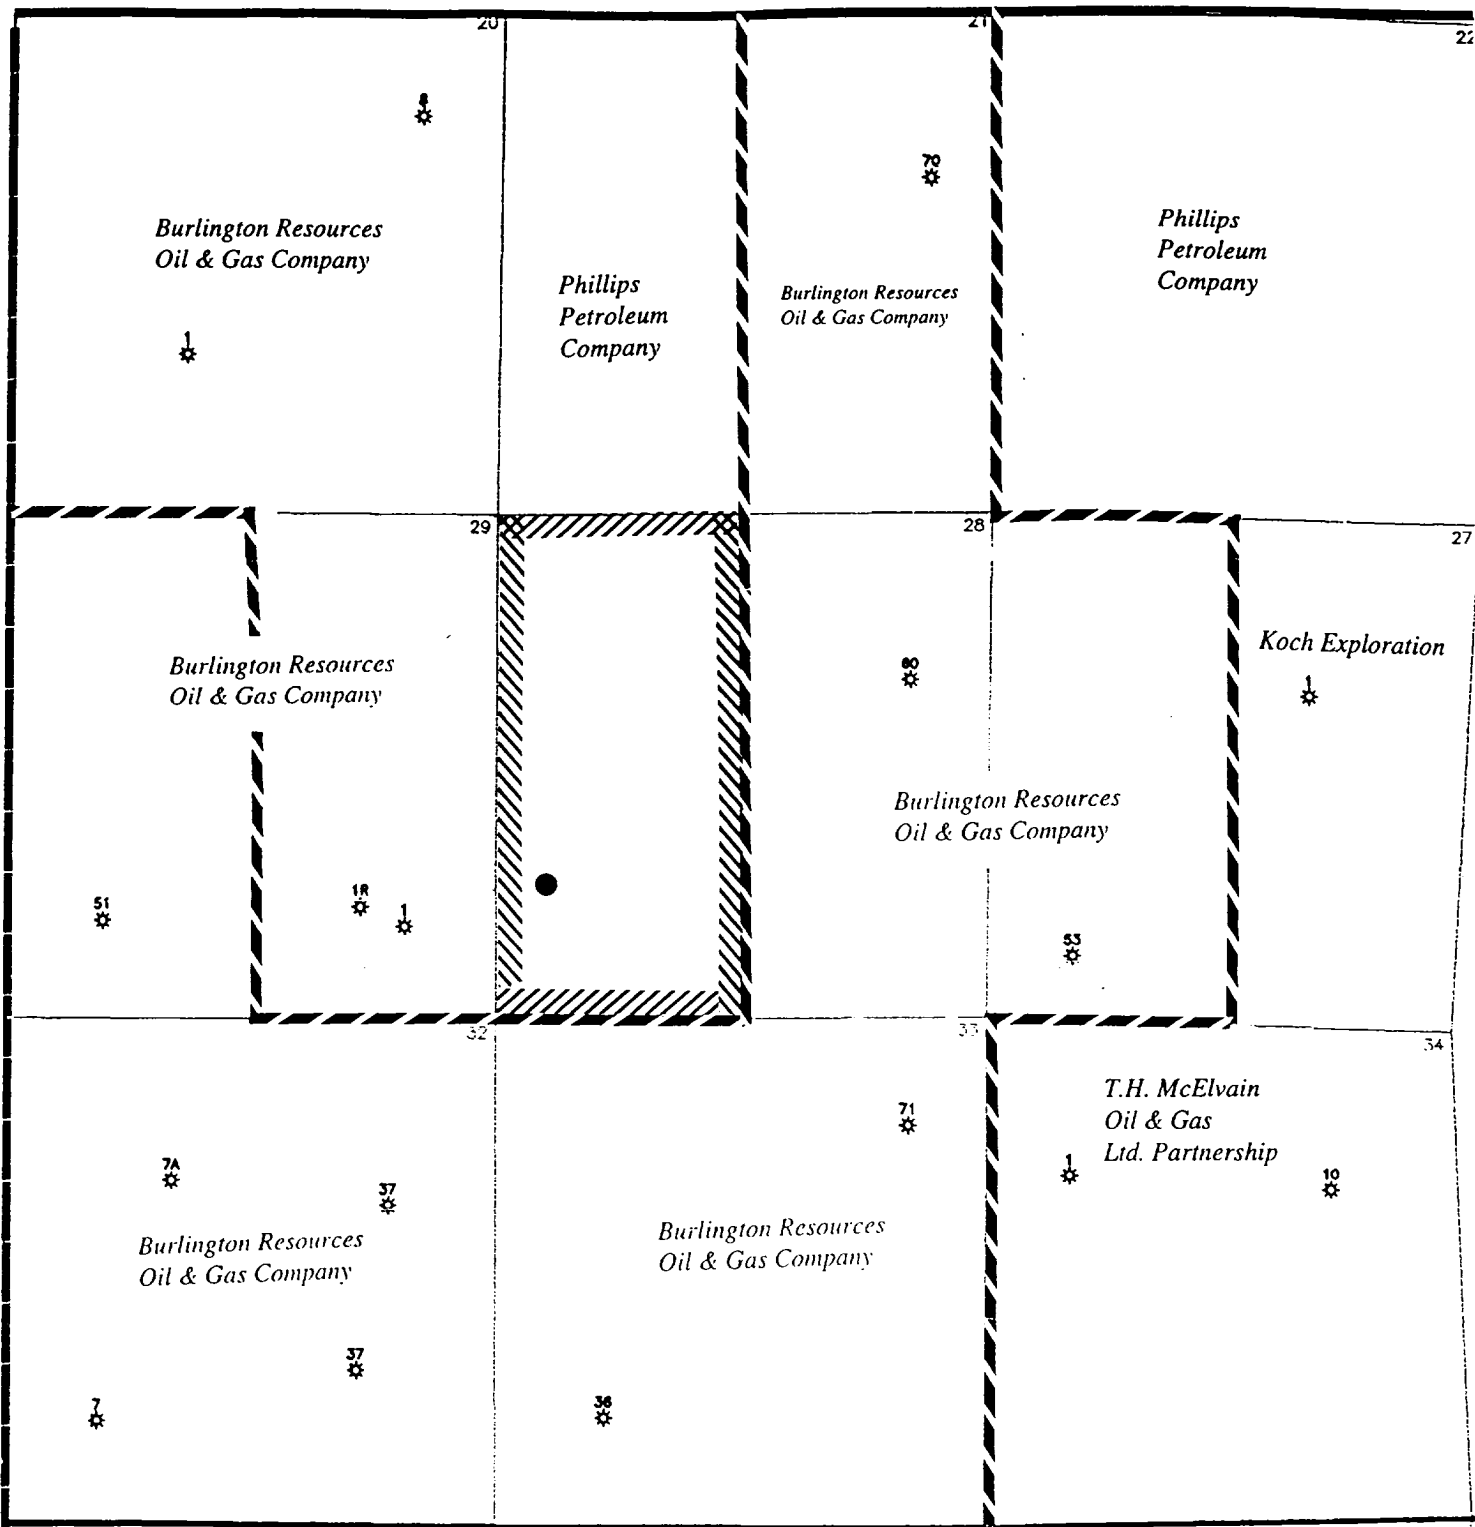 20
21
22
8
70
Burlington Resources
Oil & Gas Company
Phillips
Petroleum
Company
Burlington Resources
Oil & Gas Company
Phillips
Petroleum
Company
1
29
28
27
Burlington Resources
Oil & Gas Company
60
Koch Exploration
1
Burlington Resources
Oil & Gas Company
51
1R
1
53
32
33
34
T.H. McElvain
Oil & Gas
Ltd. Partnership
71
7A
37
1
10
Burlington Resources
Oil & Gas Company
Burlington Resources
Oil & Gas Company
37
7
36